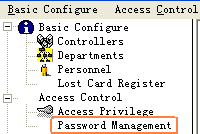 Basic Configure Access Control
Basic Configure
Controllers
Departments
Personnel
Lost Card Register
Access Control
Access Privilege
Password Management